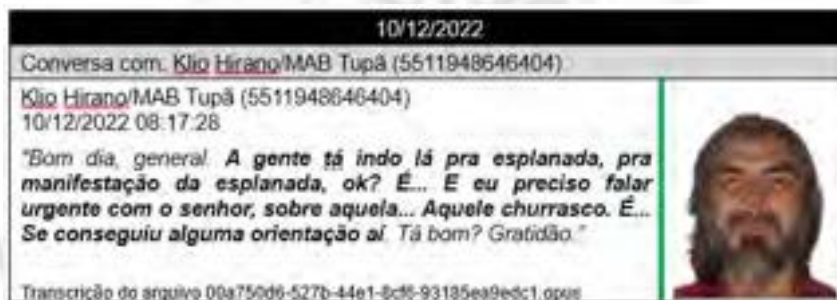 10/12/2022
Conversa com. Klio Hirano/MAB Tupã (5511948646404)
Klio Hirano/MAB Tupã (5511948646404)
10/12/2022 08:17:28
"Bom dia, general. A gente tá indo lá pra esplanada, pra
manifestação da esplanada, ok? É... E eu preciso falar
urgente com o senhor, sobre aquela... Aquele churrasco. É...
Se conseguiu alguma orientação aí. Tá bom? Gratidão."
Transcrição do arquivo 00a750d6-527b-44e1-8cf6-93185ea9edc1.opus